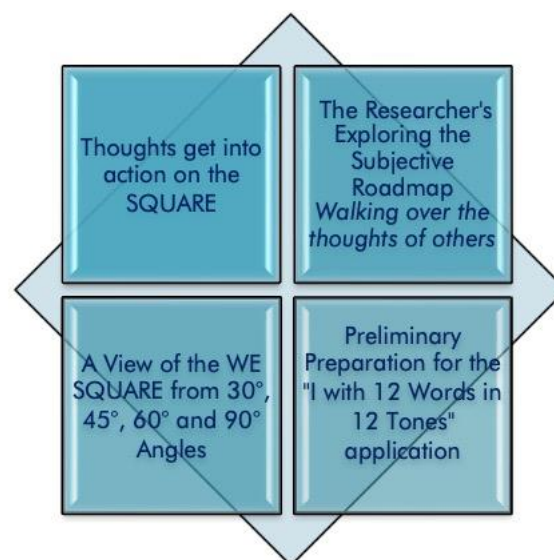 Thoughts get into
action on the
SQUARE
The Researcher's
Exploring the
Subjective
Roadmap
Walking over the
thoughts of others
A View of the WE
SQUARE from 30°,
45°, 60° and 90°
Angles
Preliminary
Preparation for the
"I with 12 Words in
12 Tones"
application